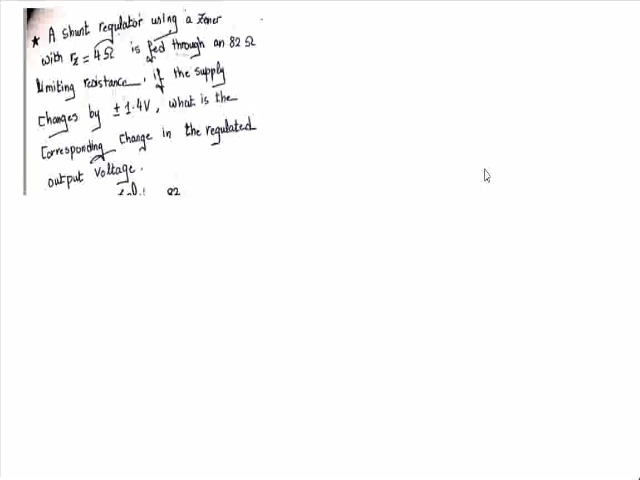 * A shunt regulator using a zener
with rz = 4Ω is fed through an 82 Ω
limiting resistance, if the supply
changes by ± 1.4V, what is the
corresponding change in the regulated
output voltage.
82